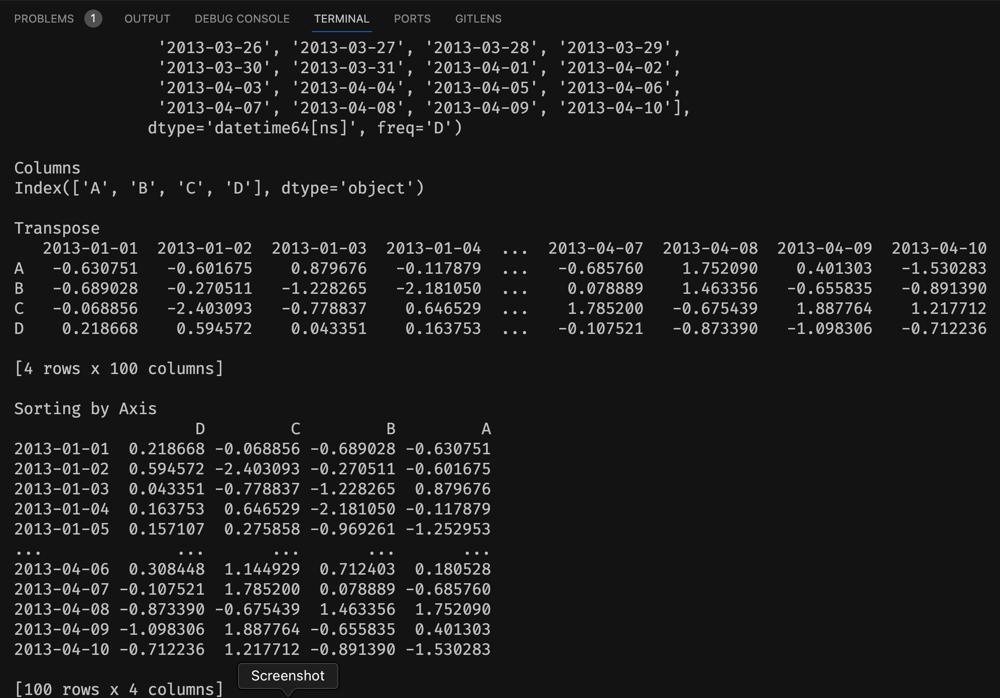 PROBLEMS 1 OUTPUT DEBUG CONSOLE TERMINAL PORTS GITLENS
'2013-03-26', '2013-03-27', '2013-03-28', '2013-03-29',
'2013-03-30', '2013-03-31', '2013-04-01', '2013-04-02',
'2013-04-03', '2013-04-04', '2013-04-05', '2013-04-06',
'2013-04-07', '2013-04-08', '2013-04-09', '2013-04-10'],
dtype='datetime64[ns]', freq='D')
Columns
Index(['A', 'B', 'C', 'D'], dtype='object')
Transpose
2013-01-01 2013-01-02 2013-01-03 2013-01-04 ... 2013-04-07 2013-04-08 2013-04-09 2013-04-10
A -0.630751 -0.601675 0.879676 -0.117879 ... -0.685760 1.752090 0.401303 -1.530283
B -0.689028 -0.270511 -1.228265 -2.181050 ... 0.078889 1.463356 -0.655835 -0.891390
C -0.068856 -2.403093 -0.778837 0.646529 ... 1.785200 -0.675439 1.887764 1.217712
D 0.218668 0.594572 0.043351 0.163753 ... -0.107521 -0.873390 -1.098306 -0.712236
[4 rows x 100 columns]
Sorting by Axis
D C B A
2013-01-01 0.218668 -0.068856 -0.689028 -0.630751
2013-01-02 0.594572 -2.403093 -0.270511 -0.601675
2013-01-03 0.043351 -0.778837 -1.228265 0.879676
2013-01-04 0.163753 0.646529 -2.181050 -0.117879
2013-01-05 0.157107 0.275858 -0.969261 -1.252953
... ... ... ... ...
2013-04-06 0.308448 1.144929 0.712403 0.180528
2013-04-07 -0.107521 1.785200 0.078889 -0.685760
2013-04-08 -0.873390 -0.675439 1.463356 1.752090
2013-04-09 -1.098306 1.887764 -0.655835 0.401303
2013-04-10 -0.712236 1.217712 -0.891390 -1.530283
Screenshot
[100 rows x 4 columns]